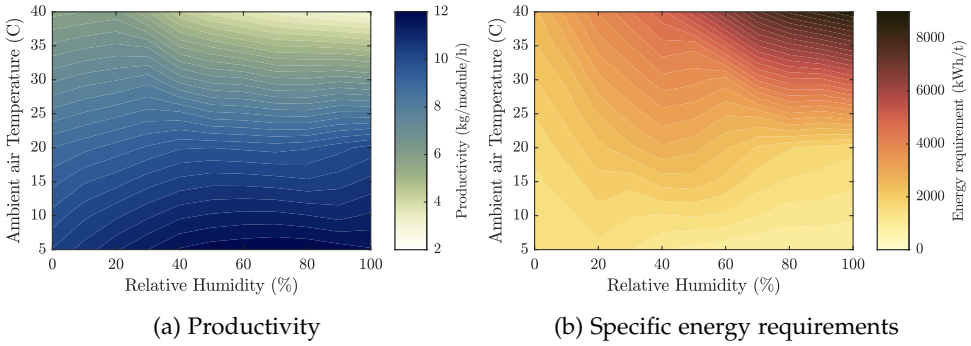 40
35
30
25
20
15
10
5
0 20 40 60 80 100
Relative Humidity (%)
Ambient air Temperature (C)
12
10
8
6
4
2
Productivity (kg/module/h)
(a) Productivity
40
35
30
25
20
15
10
5
0 20 40 60 80 100
Relative Humidity (%)
Ambient air Temperature (C)
8000
6000
4000
2000
0
Energy requirement (kWh/t)
(b) Specific energy requirements